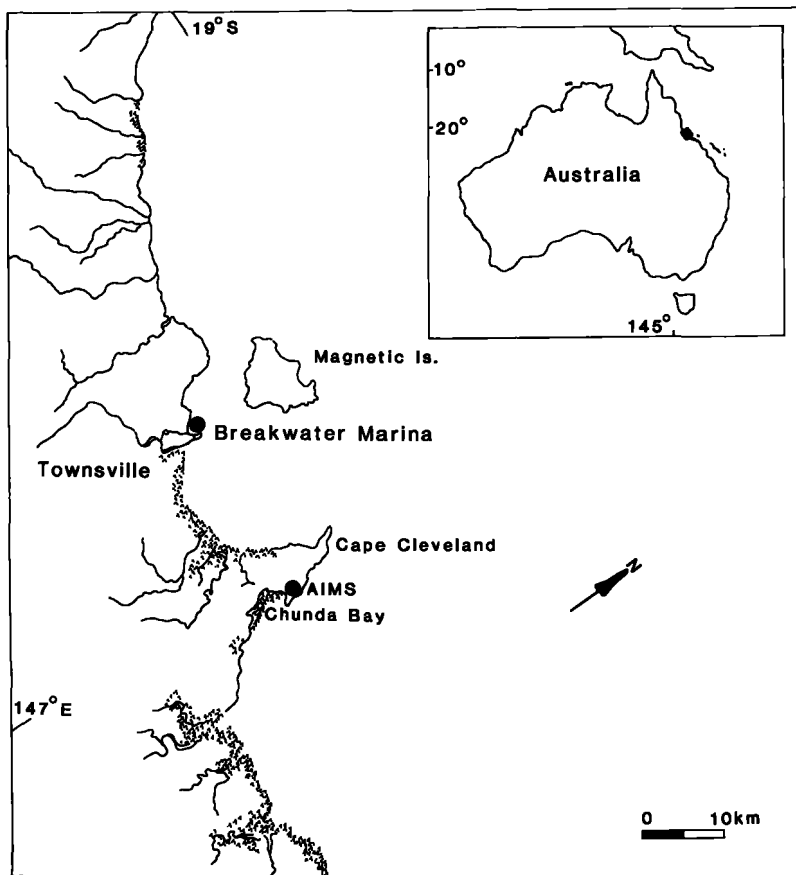 19°S
10°
20°
Australia
145°
Magnetic Is.
Breakwater Marina
Townsville
Cape Cleveland
AIMS
Chunda Bay
N
147°E
0 10km